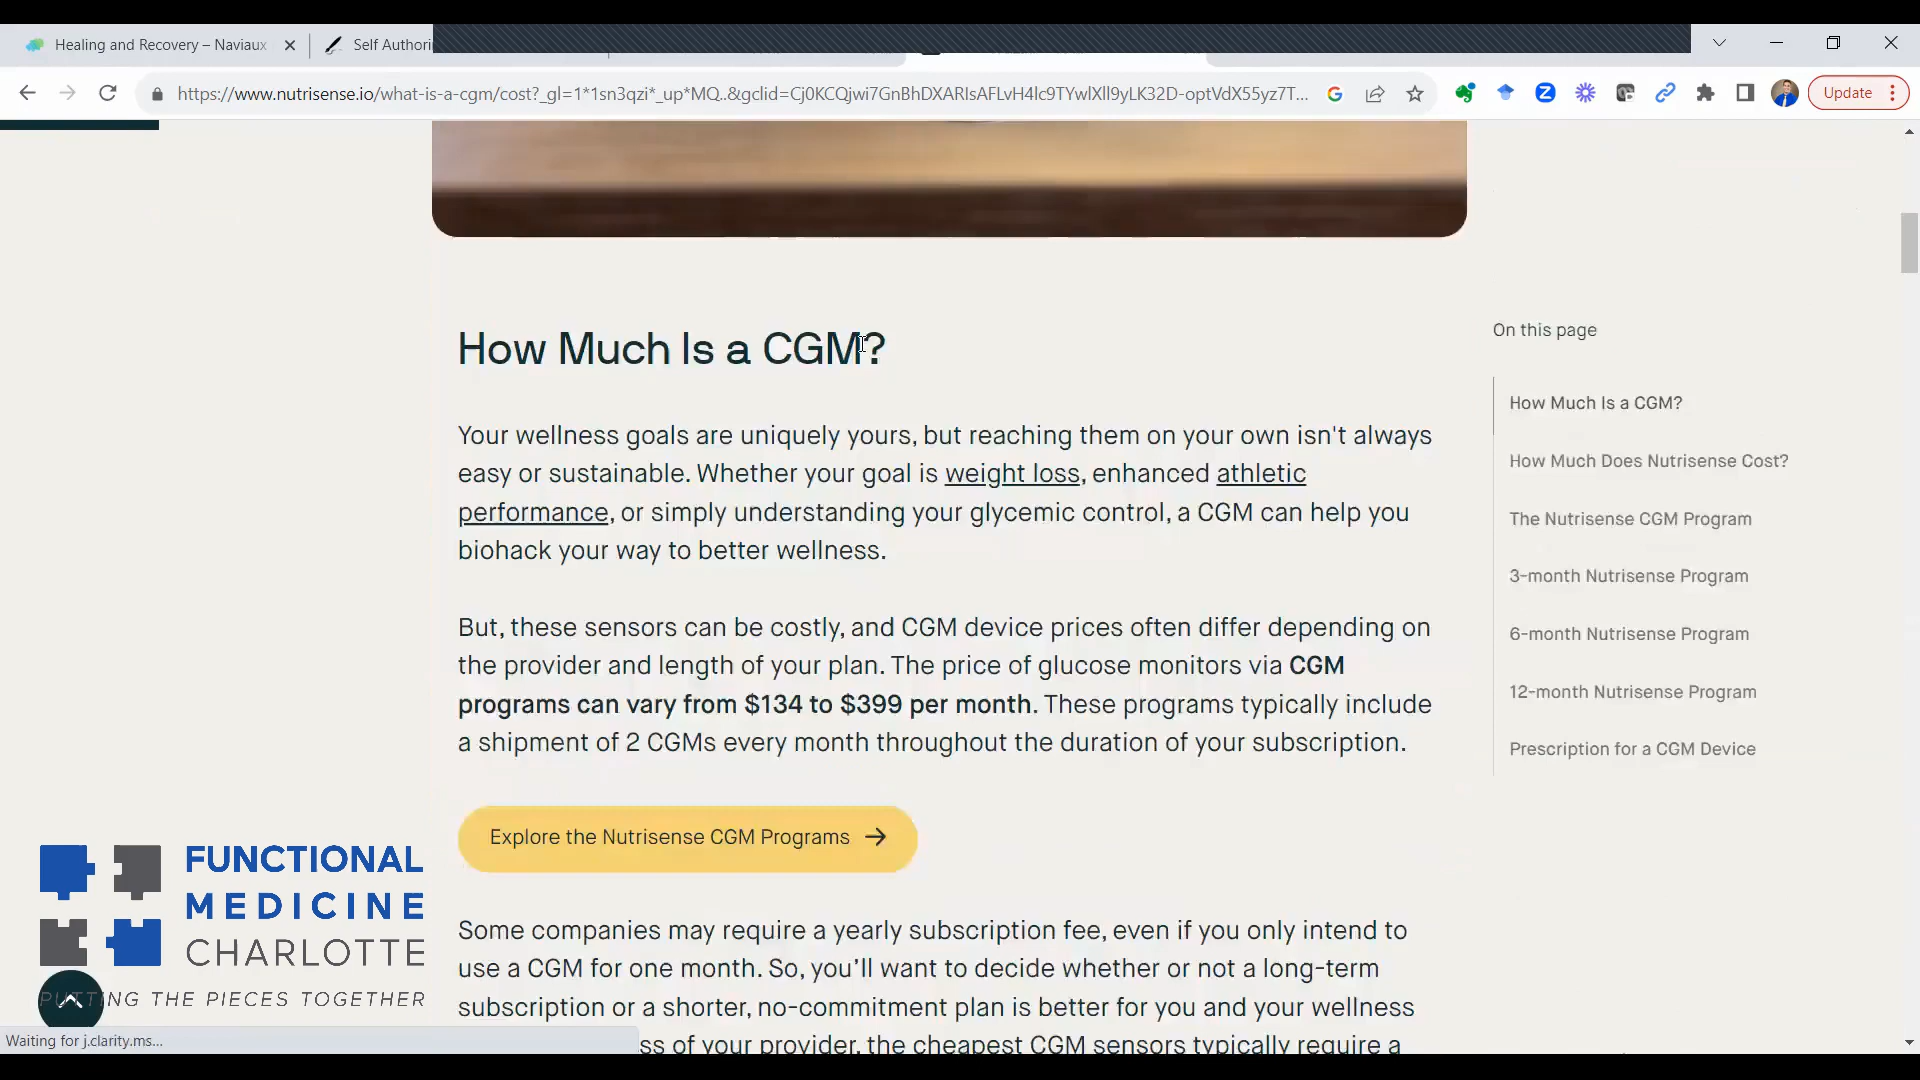 Healing and Recovery – Naviaux
Self Authori
https://www.nutrisense.io/what-is-a-cgm/cost?_gl=1*1sn3qzi*_up*MQ..&gclid=Cj0KCQjwi7GnBhDXARIsAFLvH4lc9TYwlXll9yLK32D-optVdX55yz7T...
Update
How Much Is a CGM?
Your wellness goals are uniquely yours, but reaching them on your own isn't always
easy or sustainable. Whether your goal is weight loss, enhanced athletic
performance, or simply understanding your glycemic control, a CGM can help you
biohack your way to better wellness.
But, these sensors can be costly, and CGM device prices often differ depending on
the provider and length of your plan. The price of glucose monitors via CGM
programs can vary from $134 to $399 per month. These programs typically include
a shipment of 2 CGMs every month throughout the duration of your subscription.
Explore the Nutrisense CGM Programs
Some companies may require a yearly subscription fee, even if you only intend to
use a CGM for one month. So, you’ll want to decide whether or not a long-term
subscription or a shorter, no-commitment plan is better for you and your wellness
ss of your provider, the cheapest CGM sensors typically require a
On this page
How Much Is a CGM?
How Much Does Nutrisense Cost?
The Nutrisense CGM Program
3-month Nutrisense Program
6-month Nutrisense Program
12-month Nutrisense Program
Prescription for a CGM Device
FUNCTIONAL
MEDICINE
CHARLOTTE
PUTTING THE PIECES TOGETHER
Waiting for j.clarity.ms...